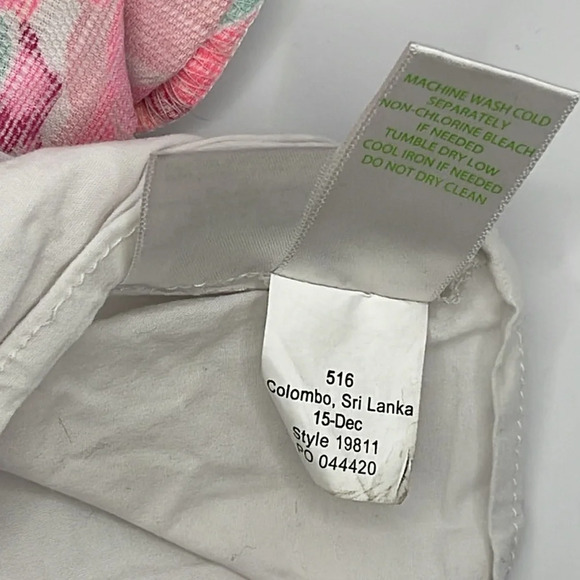 MACHINE WASH COLD
SEPARATELY
NON-CHLORINE BLEACH
IF NEEDED
TUMBLE DRY LOW
COOL IRON IF NEEDED
DO NOT DRY CLEAN
516
Colombo, Sri Lanka
15-Dec
Style 19811
PO 044420